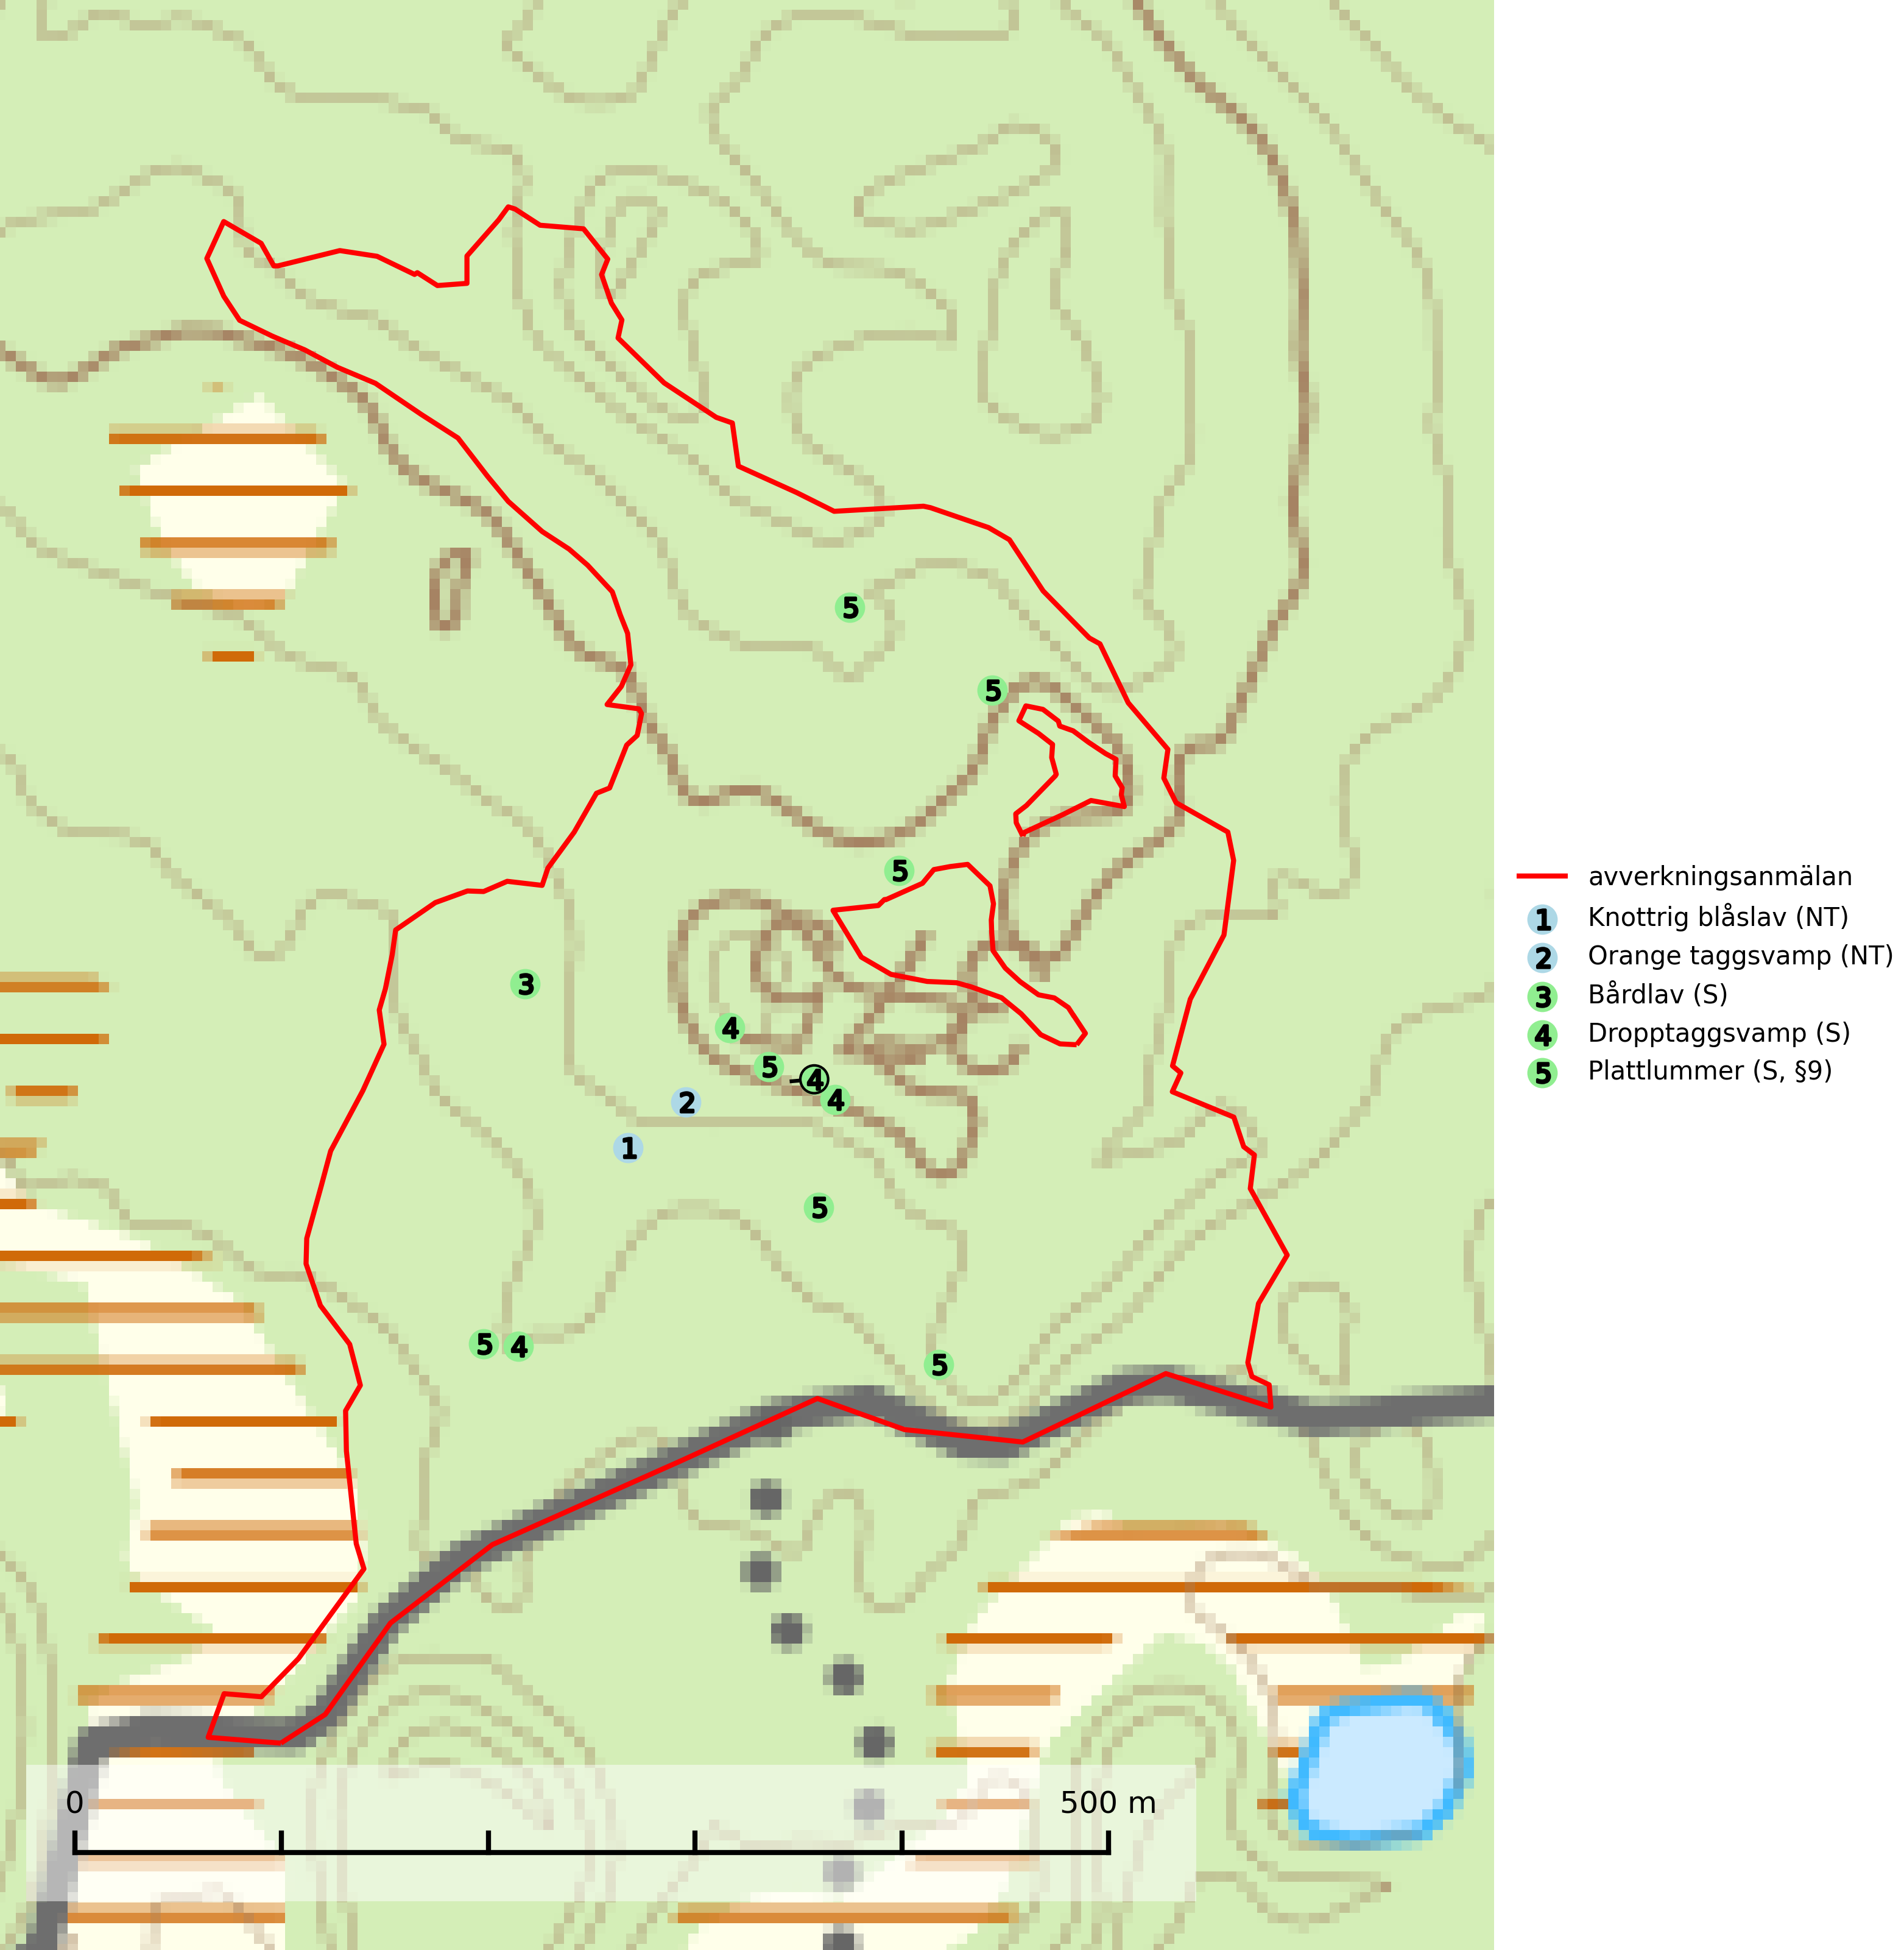 5
5
5
3
4
5
4
4
2
1
5
5
4
5
0
500 m
avverkningsanmälan
1 Knottrig blåslav (NT)
2 Orange taggsvamp (NT)
3 Bårdlav (S)
4 Dropptaggsvamp (S)
5 Plattlummer (S, §9)